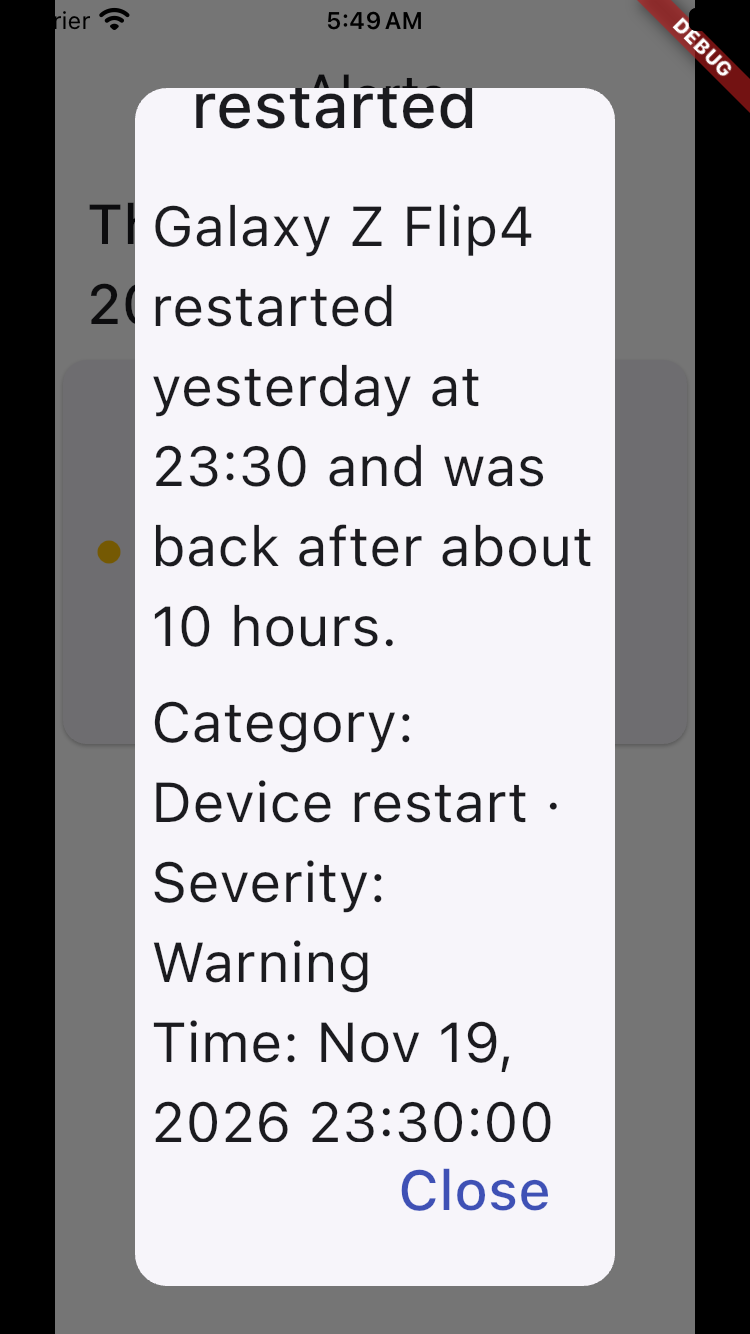 5:49 AM
DEBUG
restarted
Galaxy Z Flip4
restarted
yesterday at
23:30 and was
back after about
10 hours.
Category:
Device restart ·
Severity:
Warning
Time: Nov 19,
2026 23:30:00
Close